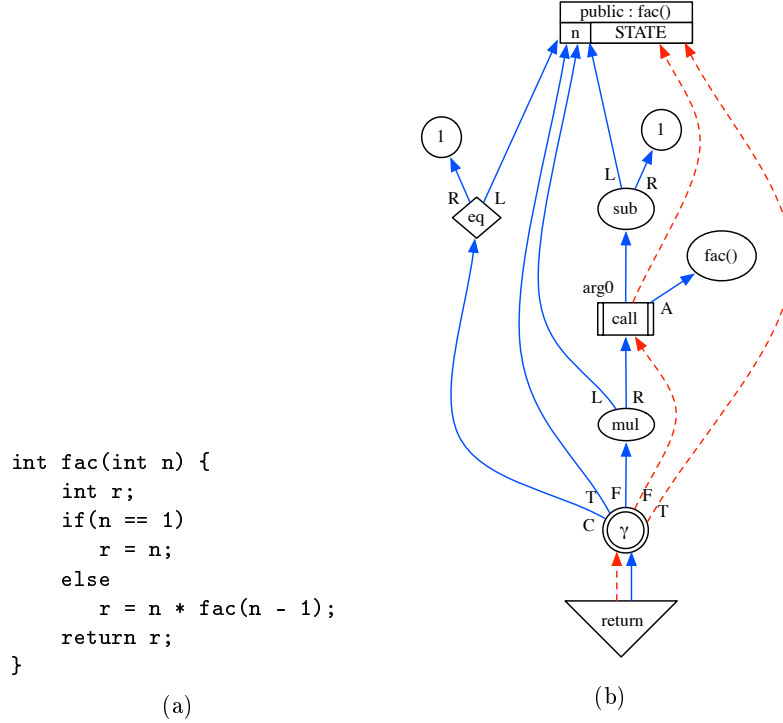 public : fac()
n STATE
1
1
L
R
R
L
sub
eq
fac()
arg0
A
call
L
R
mul
T
F
F
T
C
γ
return
int fac(int n) {
int r;
if(n == 1)
r = n;
else
r = n * fac(n - 1);
return r;
}
(a)
(b)